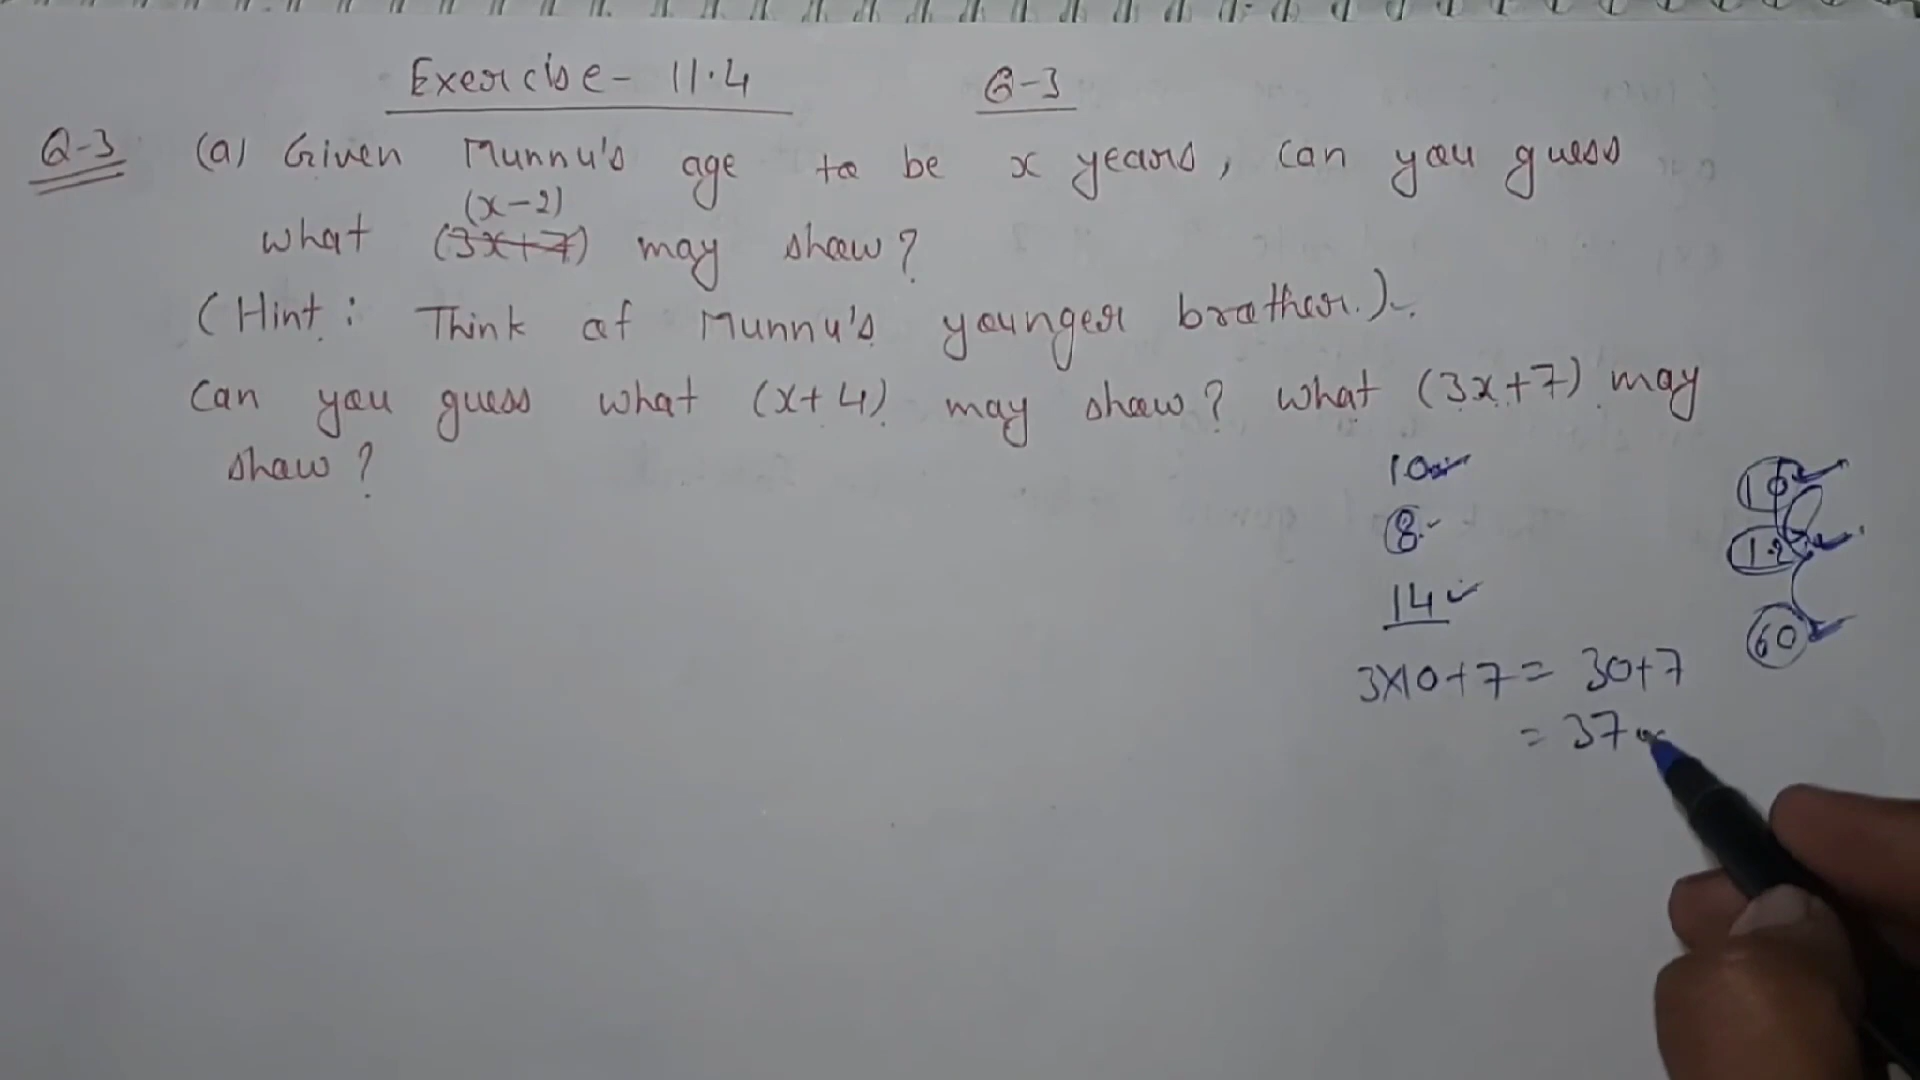 Exercise- 11.4 Q-3
Q-3 (a) Given Munnu's age to be x years, can you guess
(x-2)
what (3x+7) may show?
(Hint: Think of Munnu's younger brother.).
Can you guess what (x+4) may show? What (3x+7) may
show?
10
8
14
3x10+7= 30+7
= 37
10
12
60